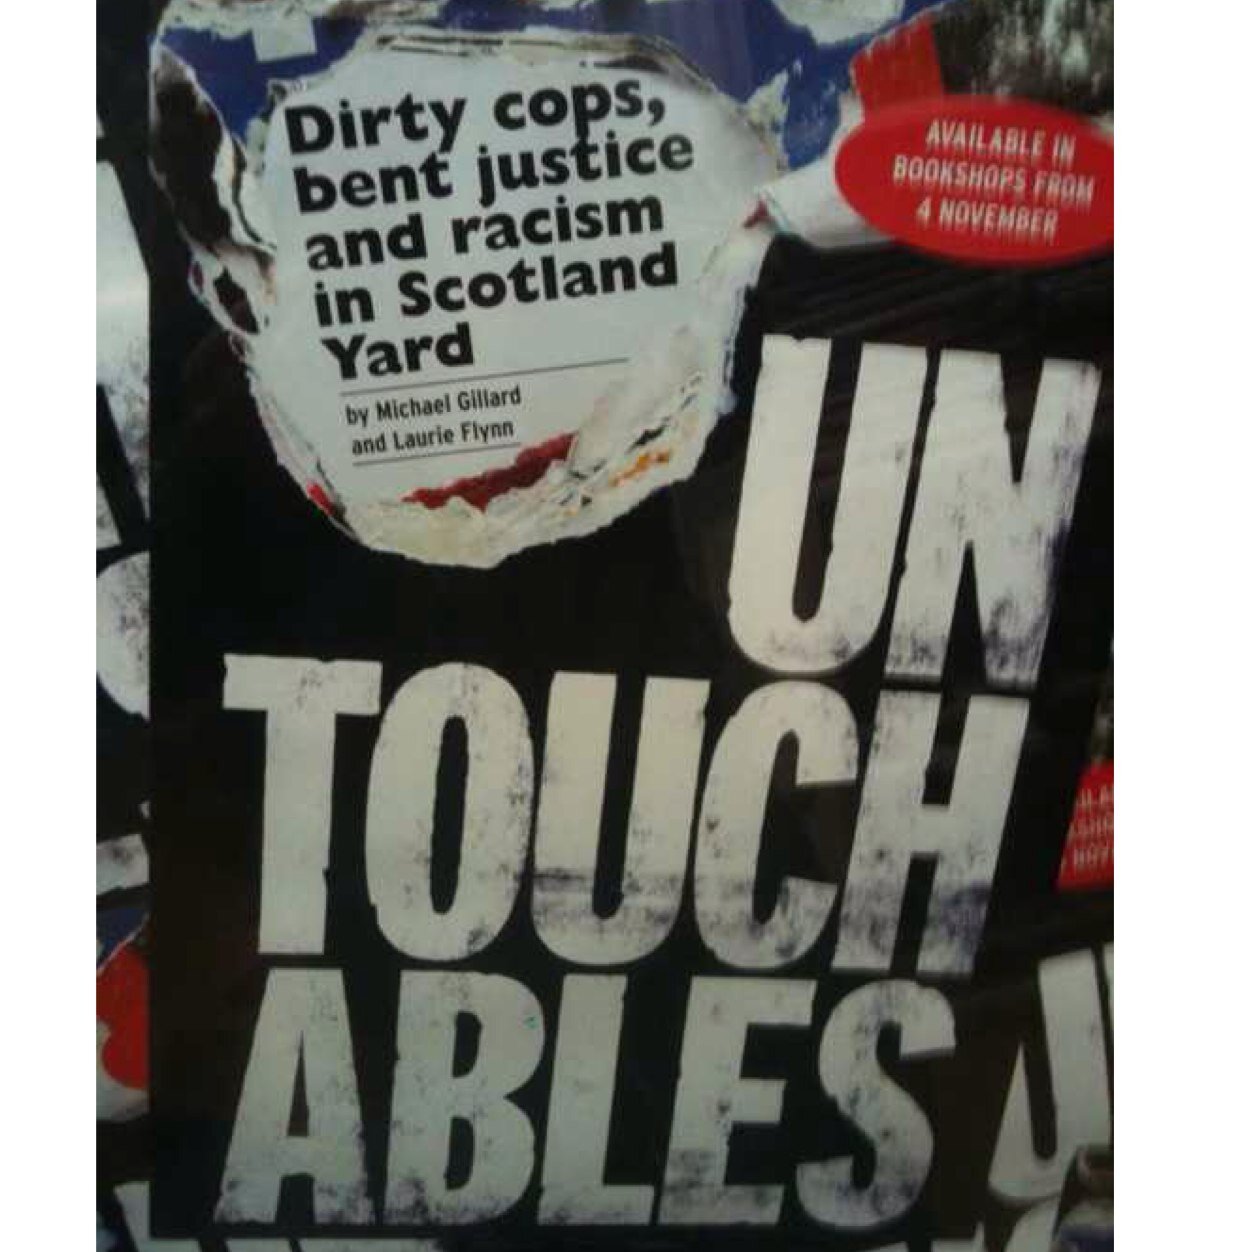 Dirty cops,
bent justice
and racism
in Scotland
Yard
by Michael Gillard
and Laurie Flynn
AVAILABLE IN
BOOKSHOPS FROM
4 NOVEMBER
UN
TOUCH
ABLES